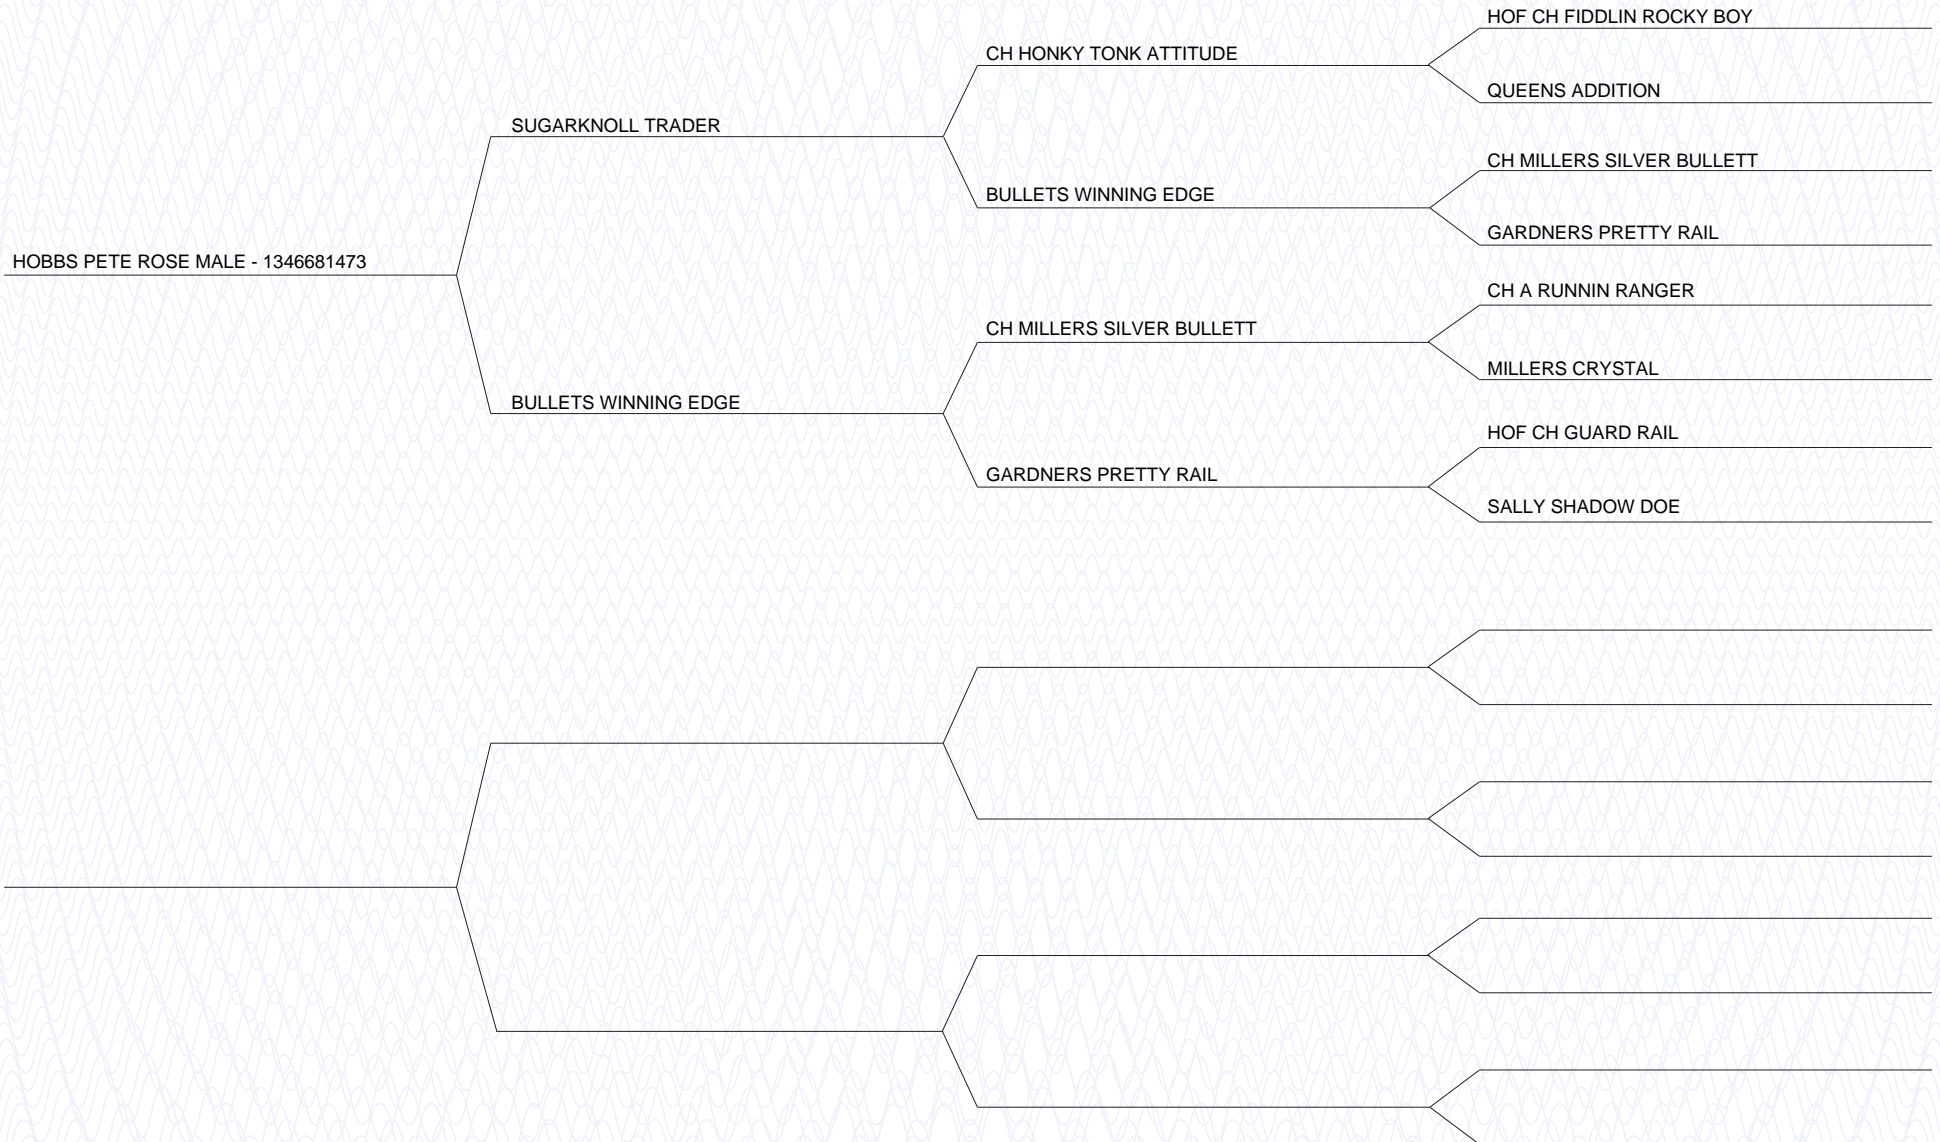 HOF CH FIDDLIN ROCKY BOY
CH HONKY TONK ATTITUDE
QUEENS ADDITION
SUGARKNOLL TRADER
CH MILLERS SILVER BULLETT
BULLETS WINNING EDGE
GARDNERS PRETTY RAIL
HOBBS PETE ROSE MALE - 1346681473
CH A RUNNIN RANGER
CH MILLERS SILVER BULLETT
MILLERS CRYSTAL
BULLETS WINNING EDGE
HOF CH GUARD RAIL
GARDNERS PRETTY RAIL
SALLY SHADOW DOE